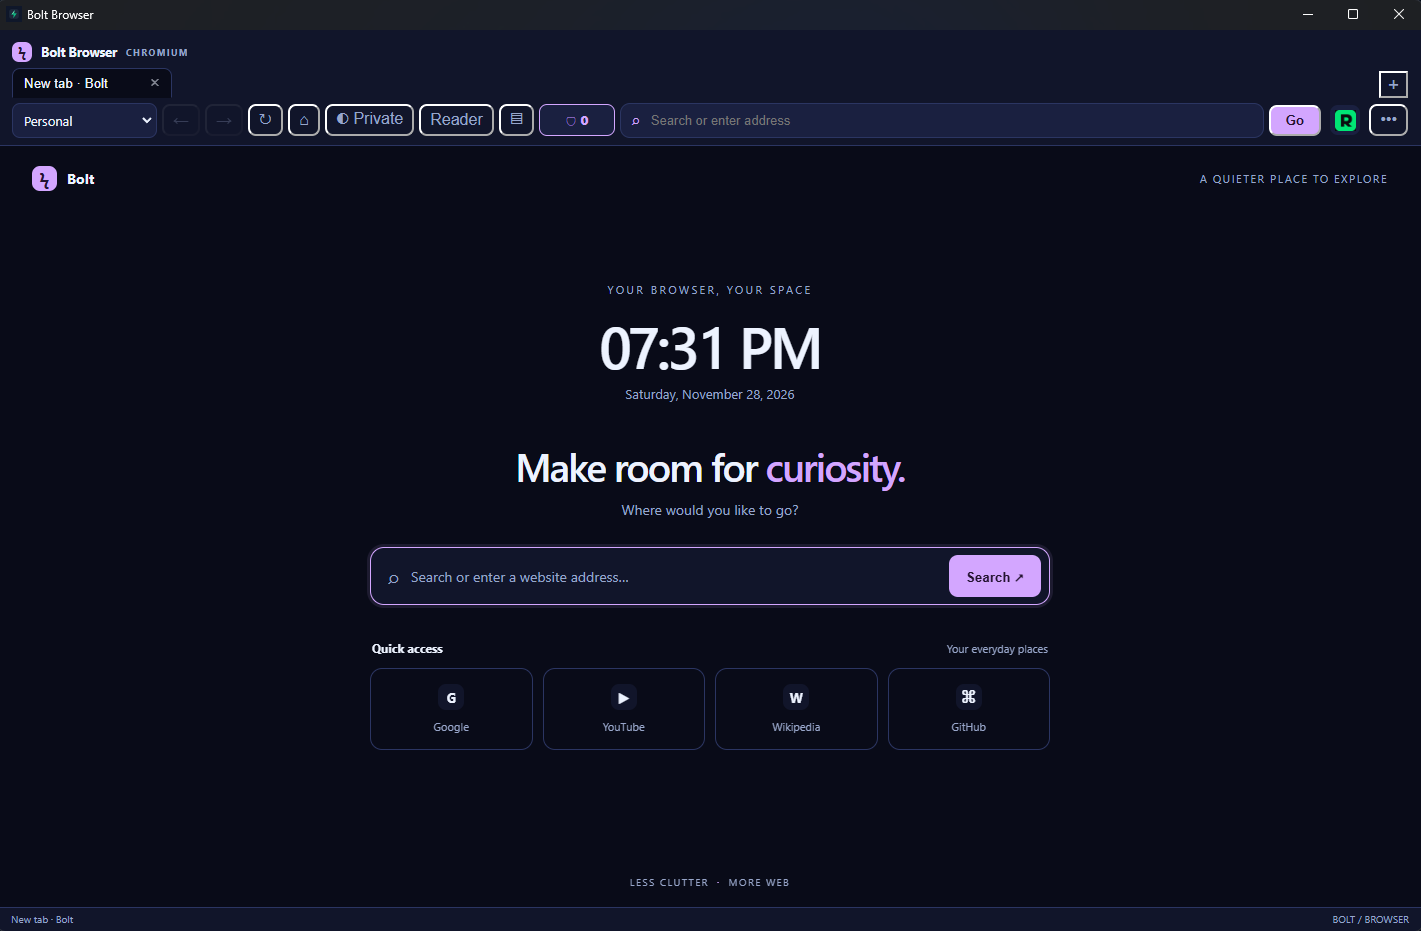 Bolt Browser
Bolt Browser CHROMIUM
New tab · Bolt ✕
+
Personal ← → ↻ ⌂ ◐ Private Reader ▤ 0 Search or enter address Go R •••
Bolt
A QUIETER PLACE TO EXPLORE
YOUR BROWSER, YOUR SPACE
07:31 PM
Saturday, November 28, 2026
Make room for curiosity.
Where would you like to go?
Search or enter a website address...
Search ↗
Quick access
Your everyday places
G
Google
▶
YouTube
W
Wikipedia
⌘
GitHub
LESS CLUTTER · MORE WEB
New tab · Bolt
BOLT / BROWSER